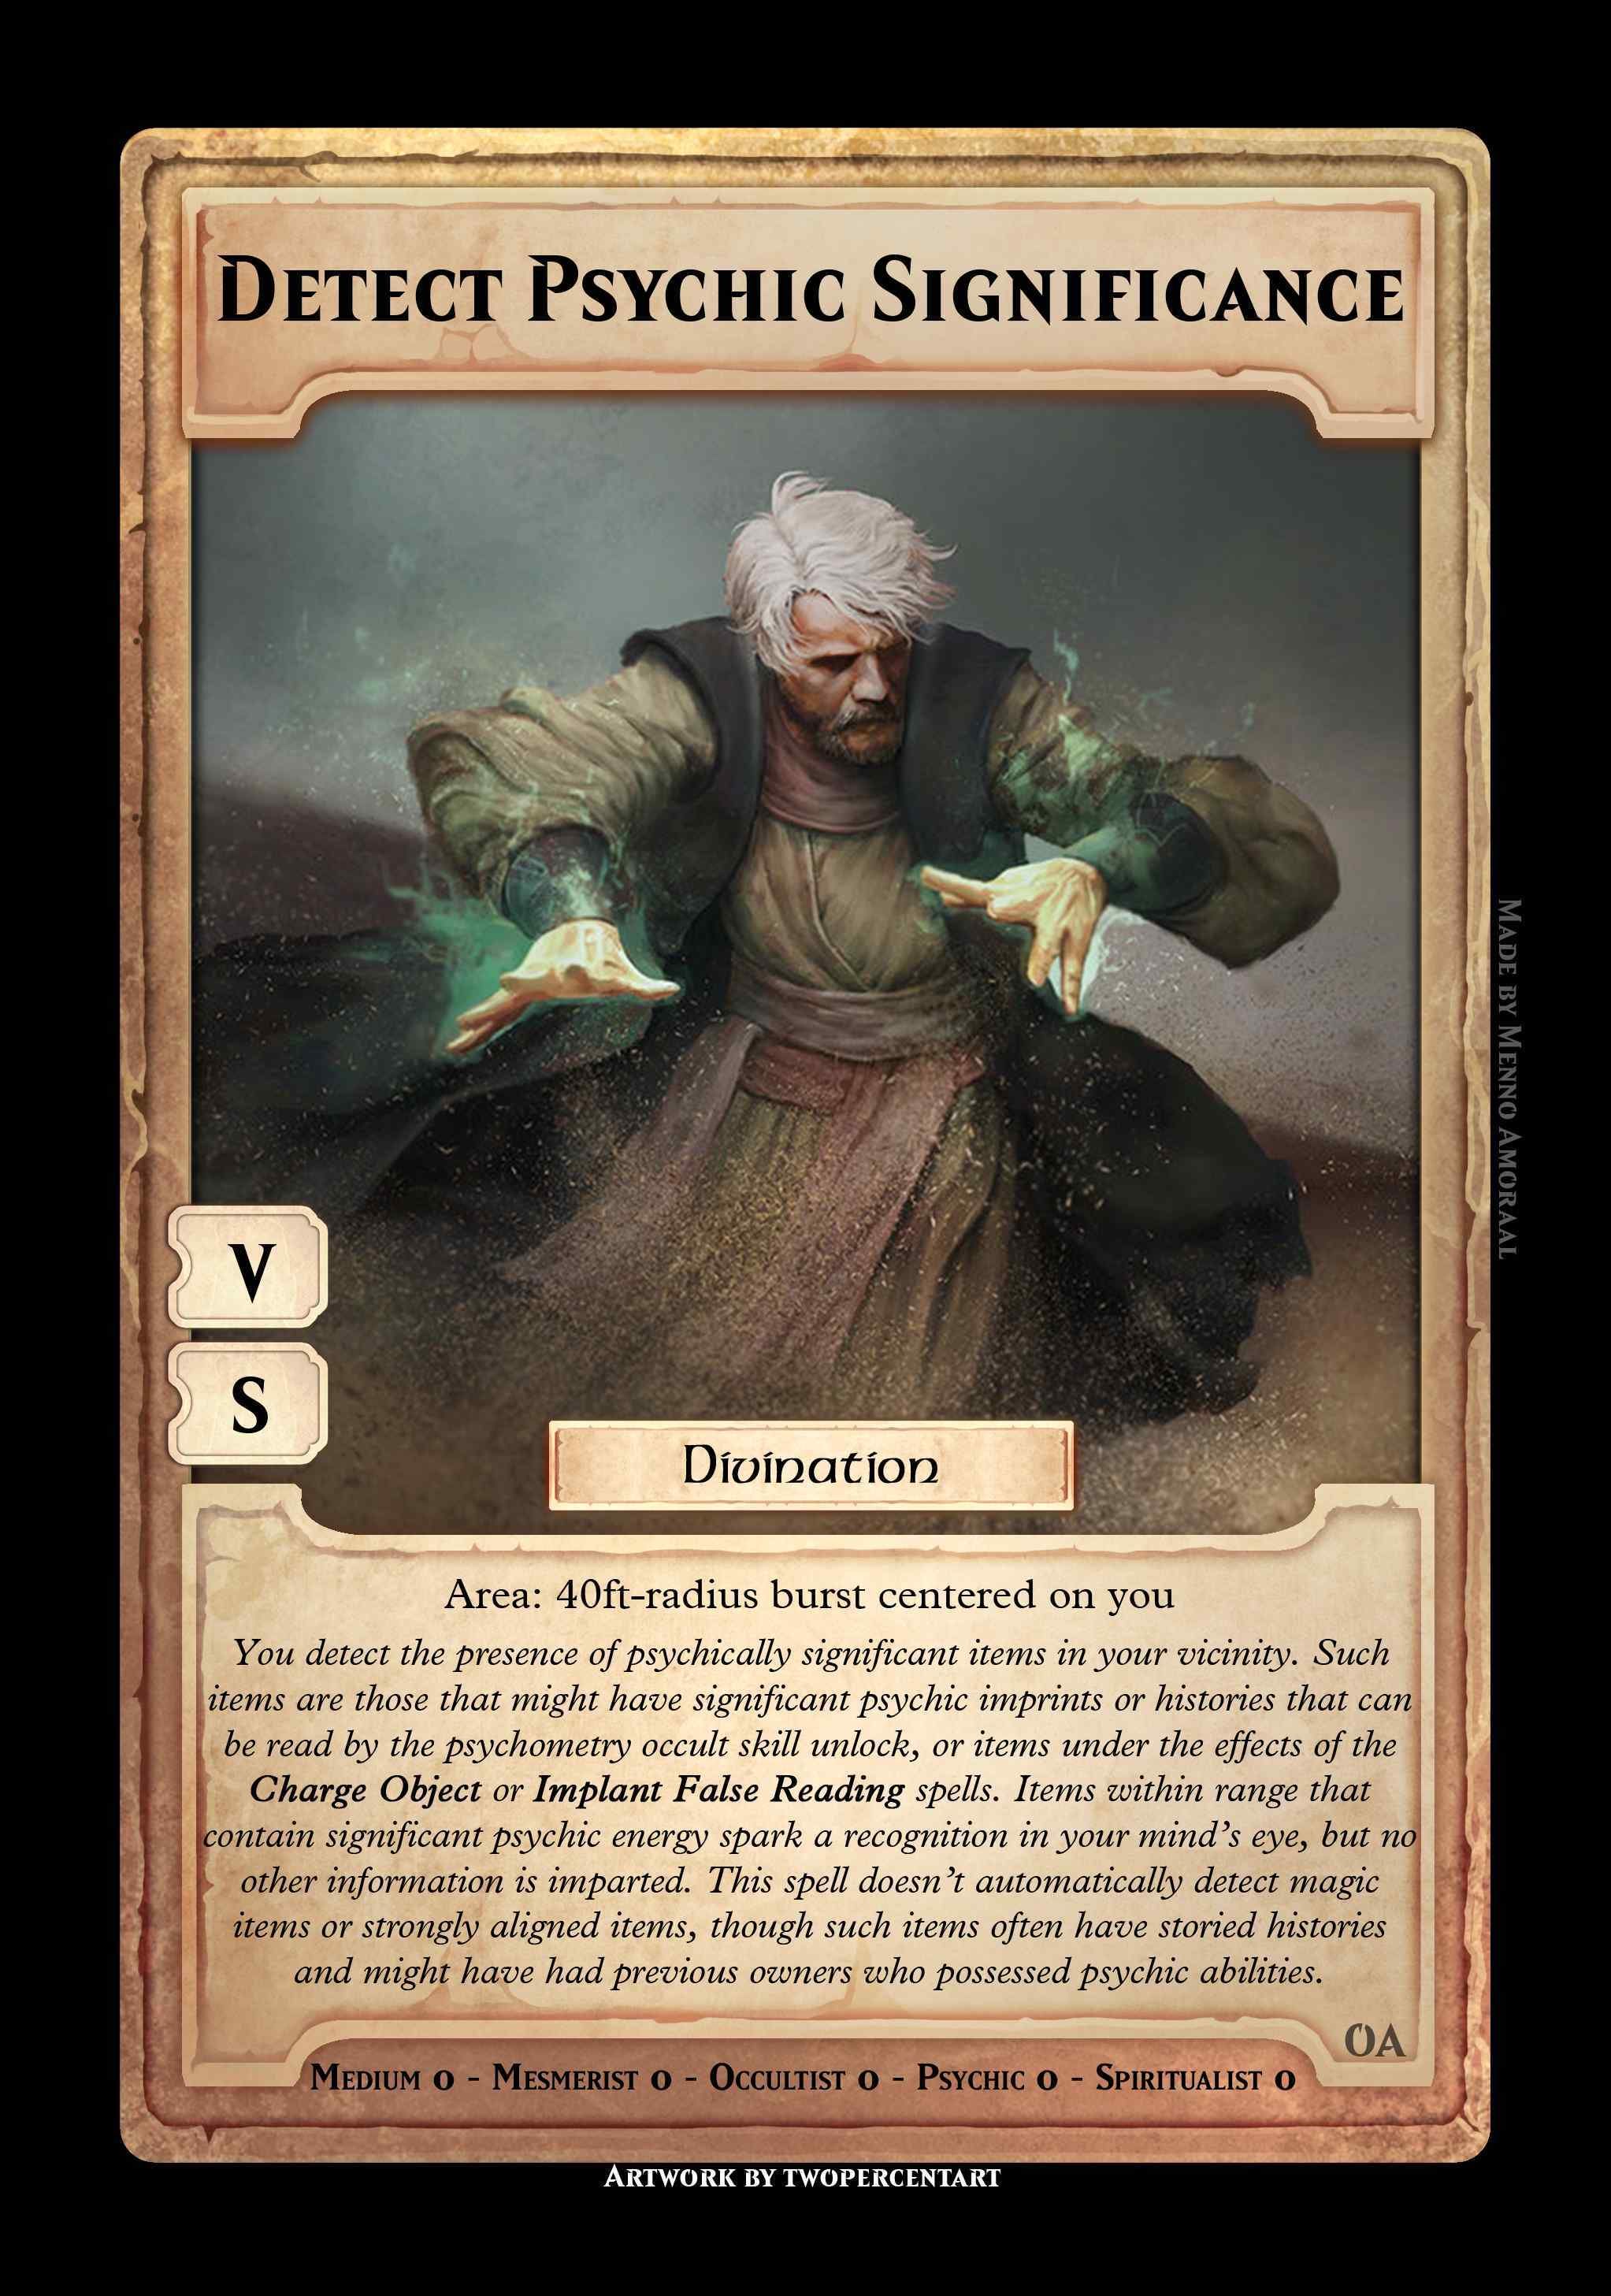 Detect Psychic Significance
Made by Menno Amoraal
V
S
Divination
Area: 40ft-radius burst centered on you
You detect the presence of psychically significant items in your vicinity. Such
items are those that might have significant psychic imprints or histories that can
be read by the psychometry occult skill unlock, or items under the effects of the
Charge Object or Implant False Reading spells. Items within range that
contain significant psychic energy spark a recognition in your mind’s eye, but no
other information is imparted. This spell doesn’t automatically detect magic
items or strongly aligned items, though such items often have storied histories
and might have had previous owners who possessed psychic abilities.
OA
Medium 0 - Mesmerist 0 - Occultist 0 - Psychic 0 - Spiritualist 0
Artwork by twopercentart